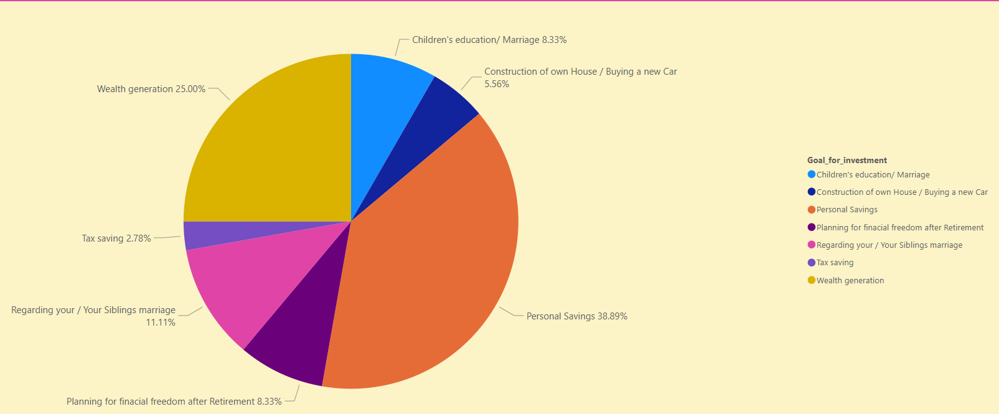 Children's education/ Marriage 8.33%
Construction of own House / Buying a new Car
5.56%
Wealth generation 25.00%
Tax saving 2.78%
Regarding your / Your Siblings marriage
11.11%
Personal Savings 38.89%
Planning for finacial freedom after Retirement 8.33%
Goal_for_investment
Children's education/ Marriage
Construction of own House / Buying a new Car
Personal Savings
Planning for finacial freedom after Retirement
Regarding your / Your Siblings marriage
Tax saving
Wealth generation